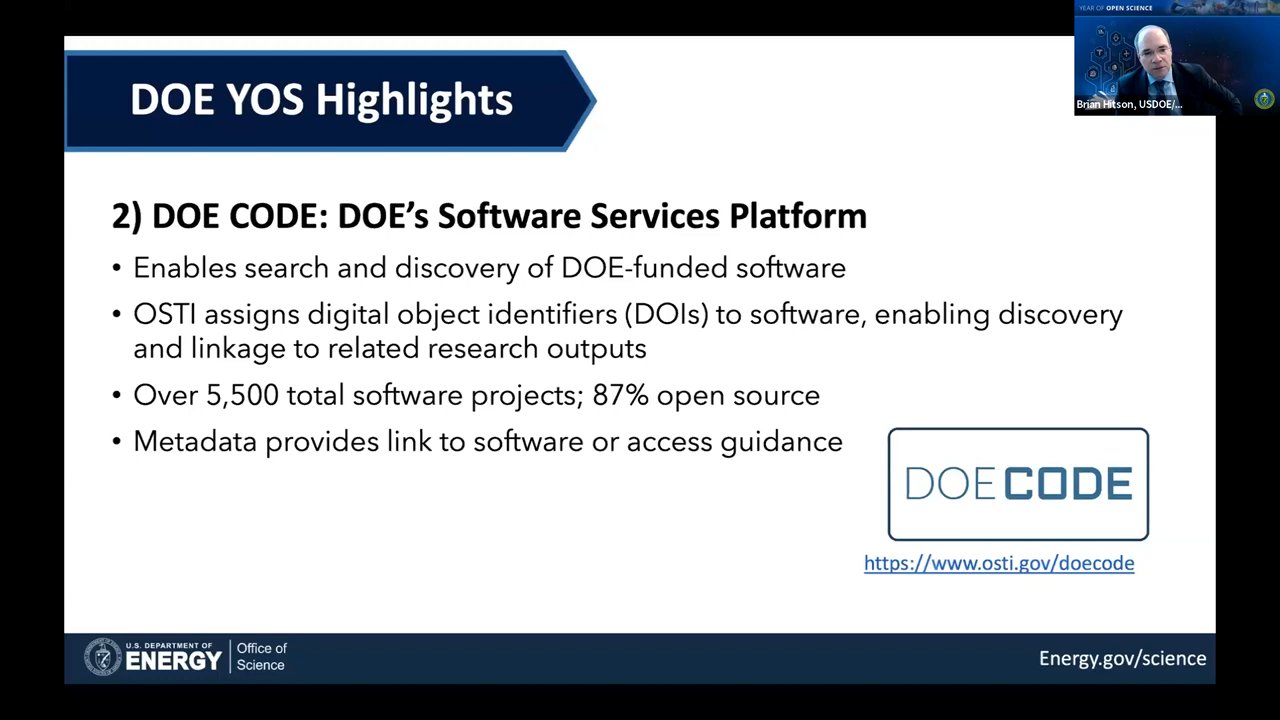 YEAR OF OPEN SCIENCE
Brian Hitson, USDOE/...
DOE YOS Highlights
2) DOE CODE: DOE’s Software Services Platform
• Enables search and discovery of DOE-funded software
• OSTI assigns digital object identifiers (DOIs) to software, enabling discovery
and linkage to related research outputs
• Over 5,500 total software projects; 87% open source
• Metadata provides link to software or access guidance
DOECODE
https://www.osti.gov/doecode
U.S. DEPARTMENT OF
ENERGY
Office of
Science
Energy.gov/science